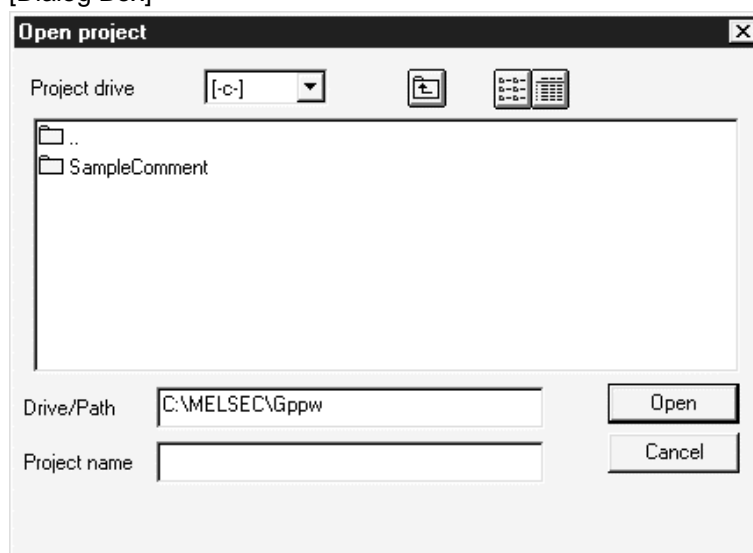 [Dialog Box]
Open project
Project drive [-c-]
..
SampleComment
Drive/Path C:\MELSEC\Gppw Open
Project name Cancel